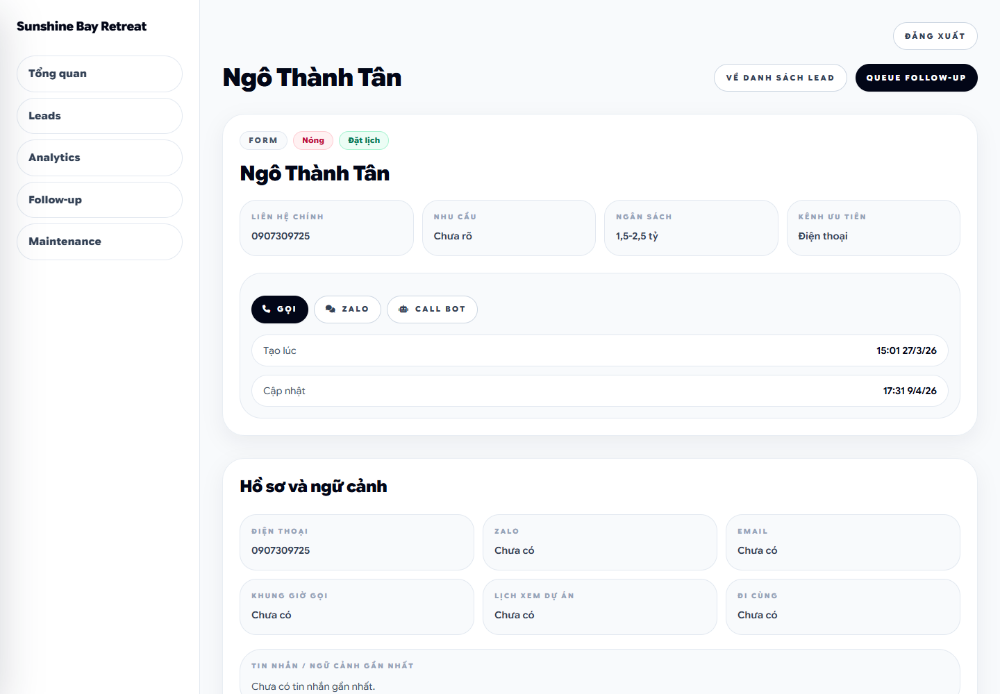 Sunshine Bay Retreat
Tổng quan
Leads
Analytics
Follow-up
Maintenance
ĐĂNG XUẤT
Ngô Thành Tân
VỀ DANH SÁCH LEAD
QUEUE FOLLOW-UP
FORM
Nóng
Đặt lịch
Ngô Thành Tân
LIÊN HỆ CHÍNH
0907309725
NHU CẦU
Chưa rõ
NGÂN SÁCH
1,5-2,5 tỷ
KÊNH ƯU TIÊN
Điện thoại
GỌI
ZALO
CALL BOT
Tạo lúc
15:01 27/3/26
Cập nhật
17:31 9/4/26
Hồ sơ và ngữ cảnh
ĐIỆN THOẠI
0907309725
ZALO
Chưa có
EMAIL
Chưa có
KHUNG GIỜ GỌI
Chưa có
LỊCH XEM DỰ ÁN
Chưa có
ĐI CÙNG
Chưa có
TIN NHẮN / NGỮ CẢNH GẦN NHẤT
Chưa có tin nhắn gần nhất.